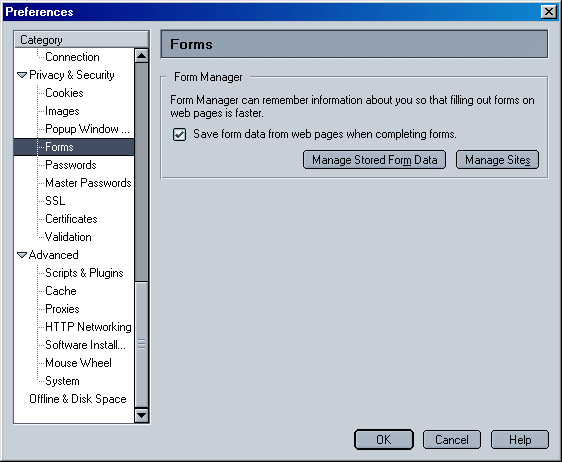 Preferences
Category
Connection
Privacy & Security
Cookies
Images
Popup Window ...
Forms
Passwords
Master Passwords
SSL
Certificates
Validation
Advanced
Scripts & Plugins
Cache
Proxies
HTTP Networking
Software Install...
Mouse Wheel
System
Offline & Disk Space
Forms
Form Manager
Form Manager can remember information about you so that filling out forms on
web pages is faster.
Save form data from web pages when completing forms.
Manage Stored Form Data
Manage Sites
OK
Cancel
Help